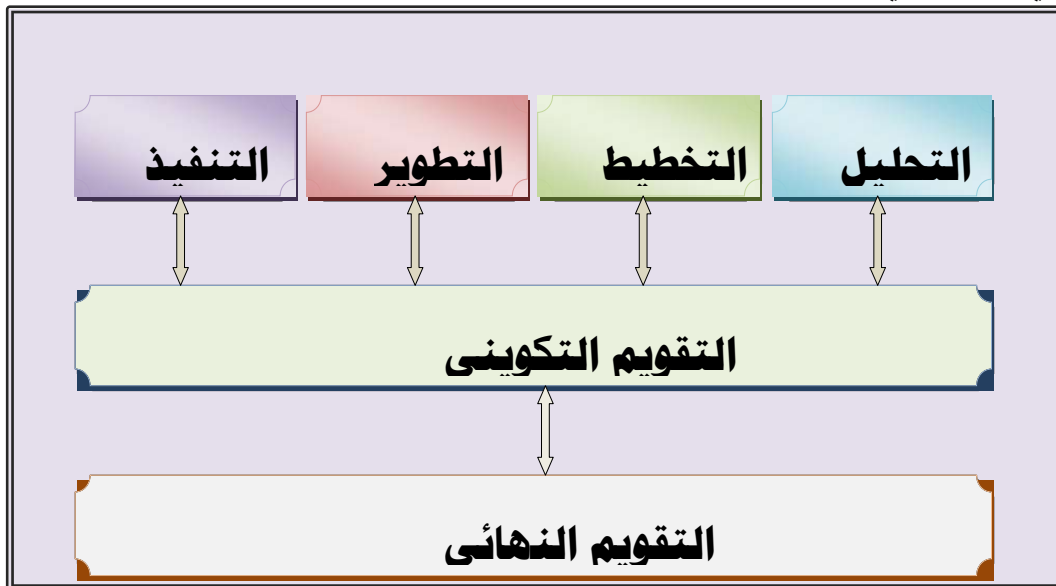 التحليل
التخطيط
التطوير
التنفيذ
التقويم التكوينى
التقويم النهائى